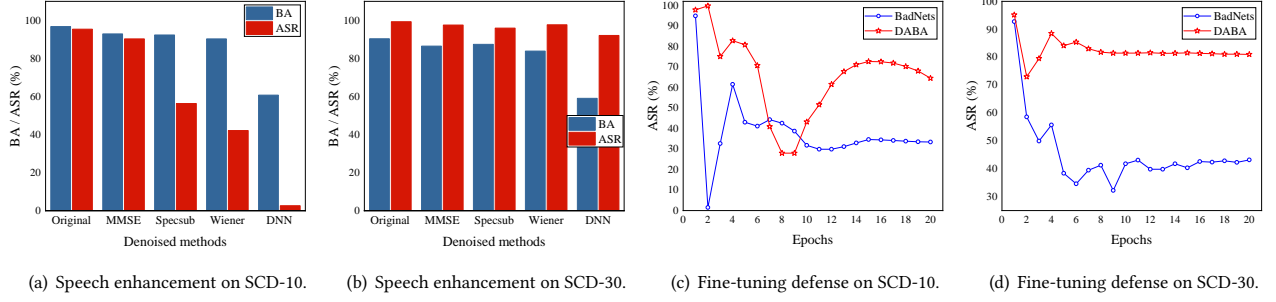 BA / ASR (%)
100
80
60
40
20
0
BA
ASR
Original MMSE Specsub Wiener DNN
Denoised methods
(a) Speech enhancement on SCD-10.
BA / ASR (%)
100
80
60
40
20
0
BA
ASR
Original MMSE Specsub Wiener DNN
Denoised methods
(b) Speech enhancement on SCD-30.
ASR (%)
100
90
80
70
60
50
40
30
20
10
0
BadNets
DABA
0 2 4 6 8 10 12 14 16 18 20
Epochs
(c) Fine-tuning defense on SCD-10.
ASR (%)
100
90
80
70
60
50
40
30
BadNets
DABA
0 2 4 6 8 10 12 14 16 18 20
Epochs
(d) Fine-tuning defense on SCD-30.